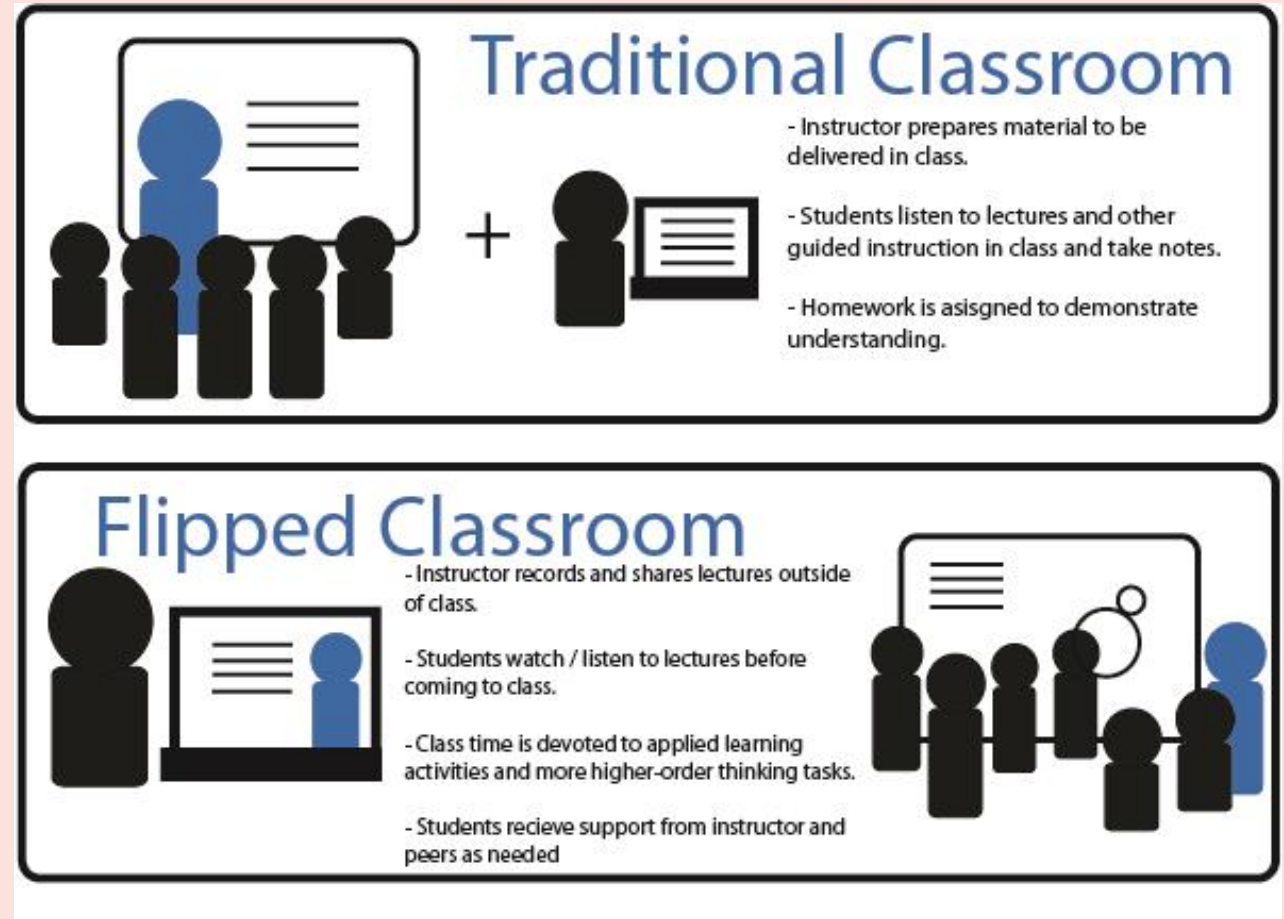 Traditional Classroom
- Instructor prepares material to be
delivered in class.
- Students listen to lectures and other
guided instruction in class and take notes.
- Homework is asisgned to demonstrate
understanding.
Flipped Classroom
- Instructor records and shares lectures outside
of class.
- Students watch / listen to lectures before
coming to class.
- Class time is devoted to applied learning
activities and more higher-order thinking tasks.
- Students recieve support from instructor and
peers as needed